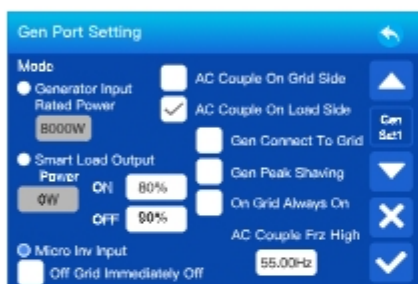 Gen Port Setting
Mode
Generator Input
Rated Power
8000W
Smart Load Output
Power
0W
ON 80%
OFF 90%
Micro Inv Input
Off Grid Immediately Off
AC Couple On Grid Side
AC Couple On Load Side
Gen Connect To Grid
Gen Peak Shaving
On Grid Always On
AC Couple Frz High
55.00Hz
Gen
Set1